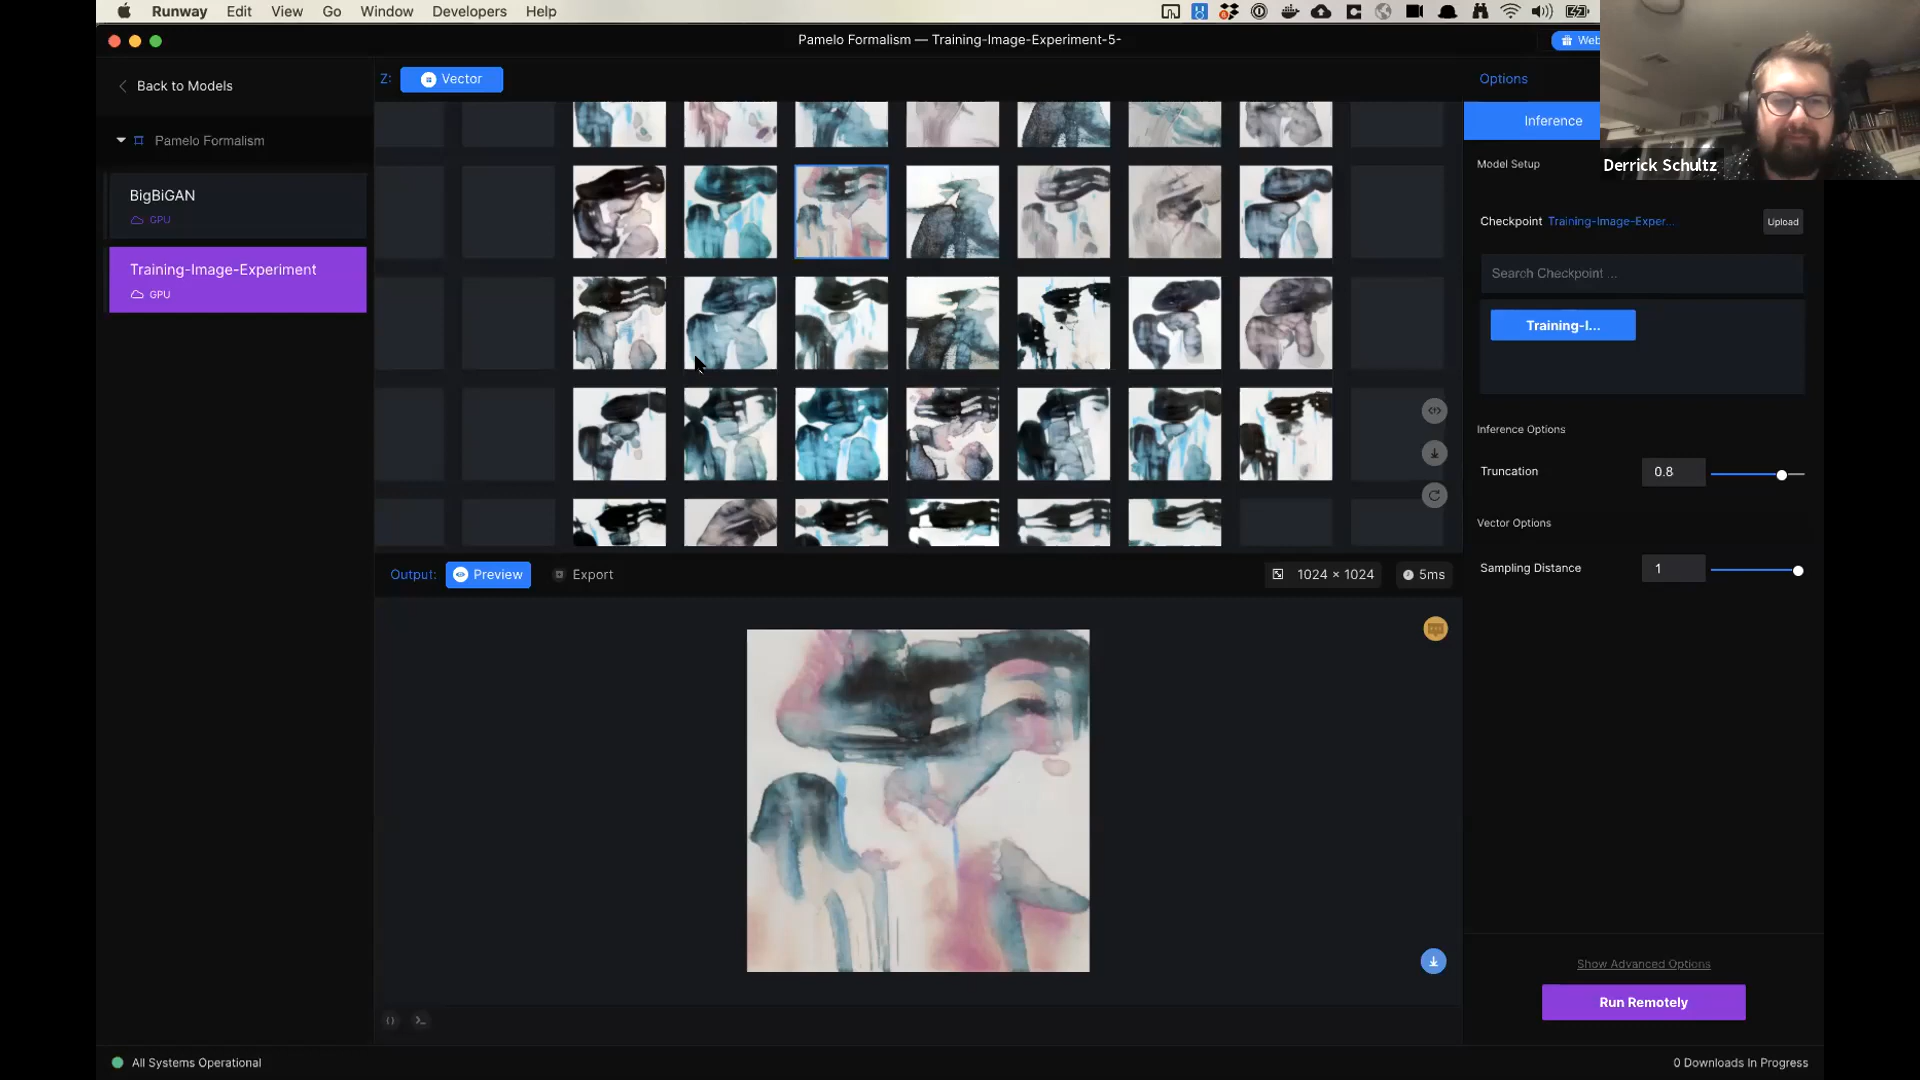 Runway Edit View Go Window Developers Help
Pamelo Formalism — Training-Image-Experiment-5-
Web
Back to Models
Z: Vector
Options
Inference
Derrick Schultz
Pamelo Formalism
Model Setup
BigBiGAN
GPU
Checkpoint Training-Image-Exper... Upload
Training-Image-Experiment
GPU
Search Checkpoint ...
Training-I...
Inference Options
Truncation 0.8
Vector Options
Sampling Distance 1
Output: Preview Export 1024 × 1024 5ms
Show Advanced Options
Run Remotely
All Systems Operational
0 Downloads In Progress